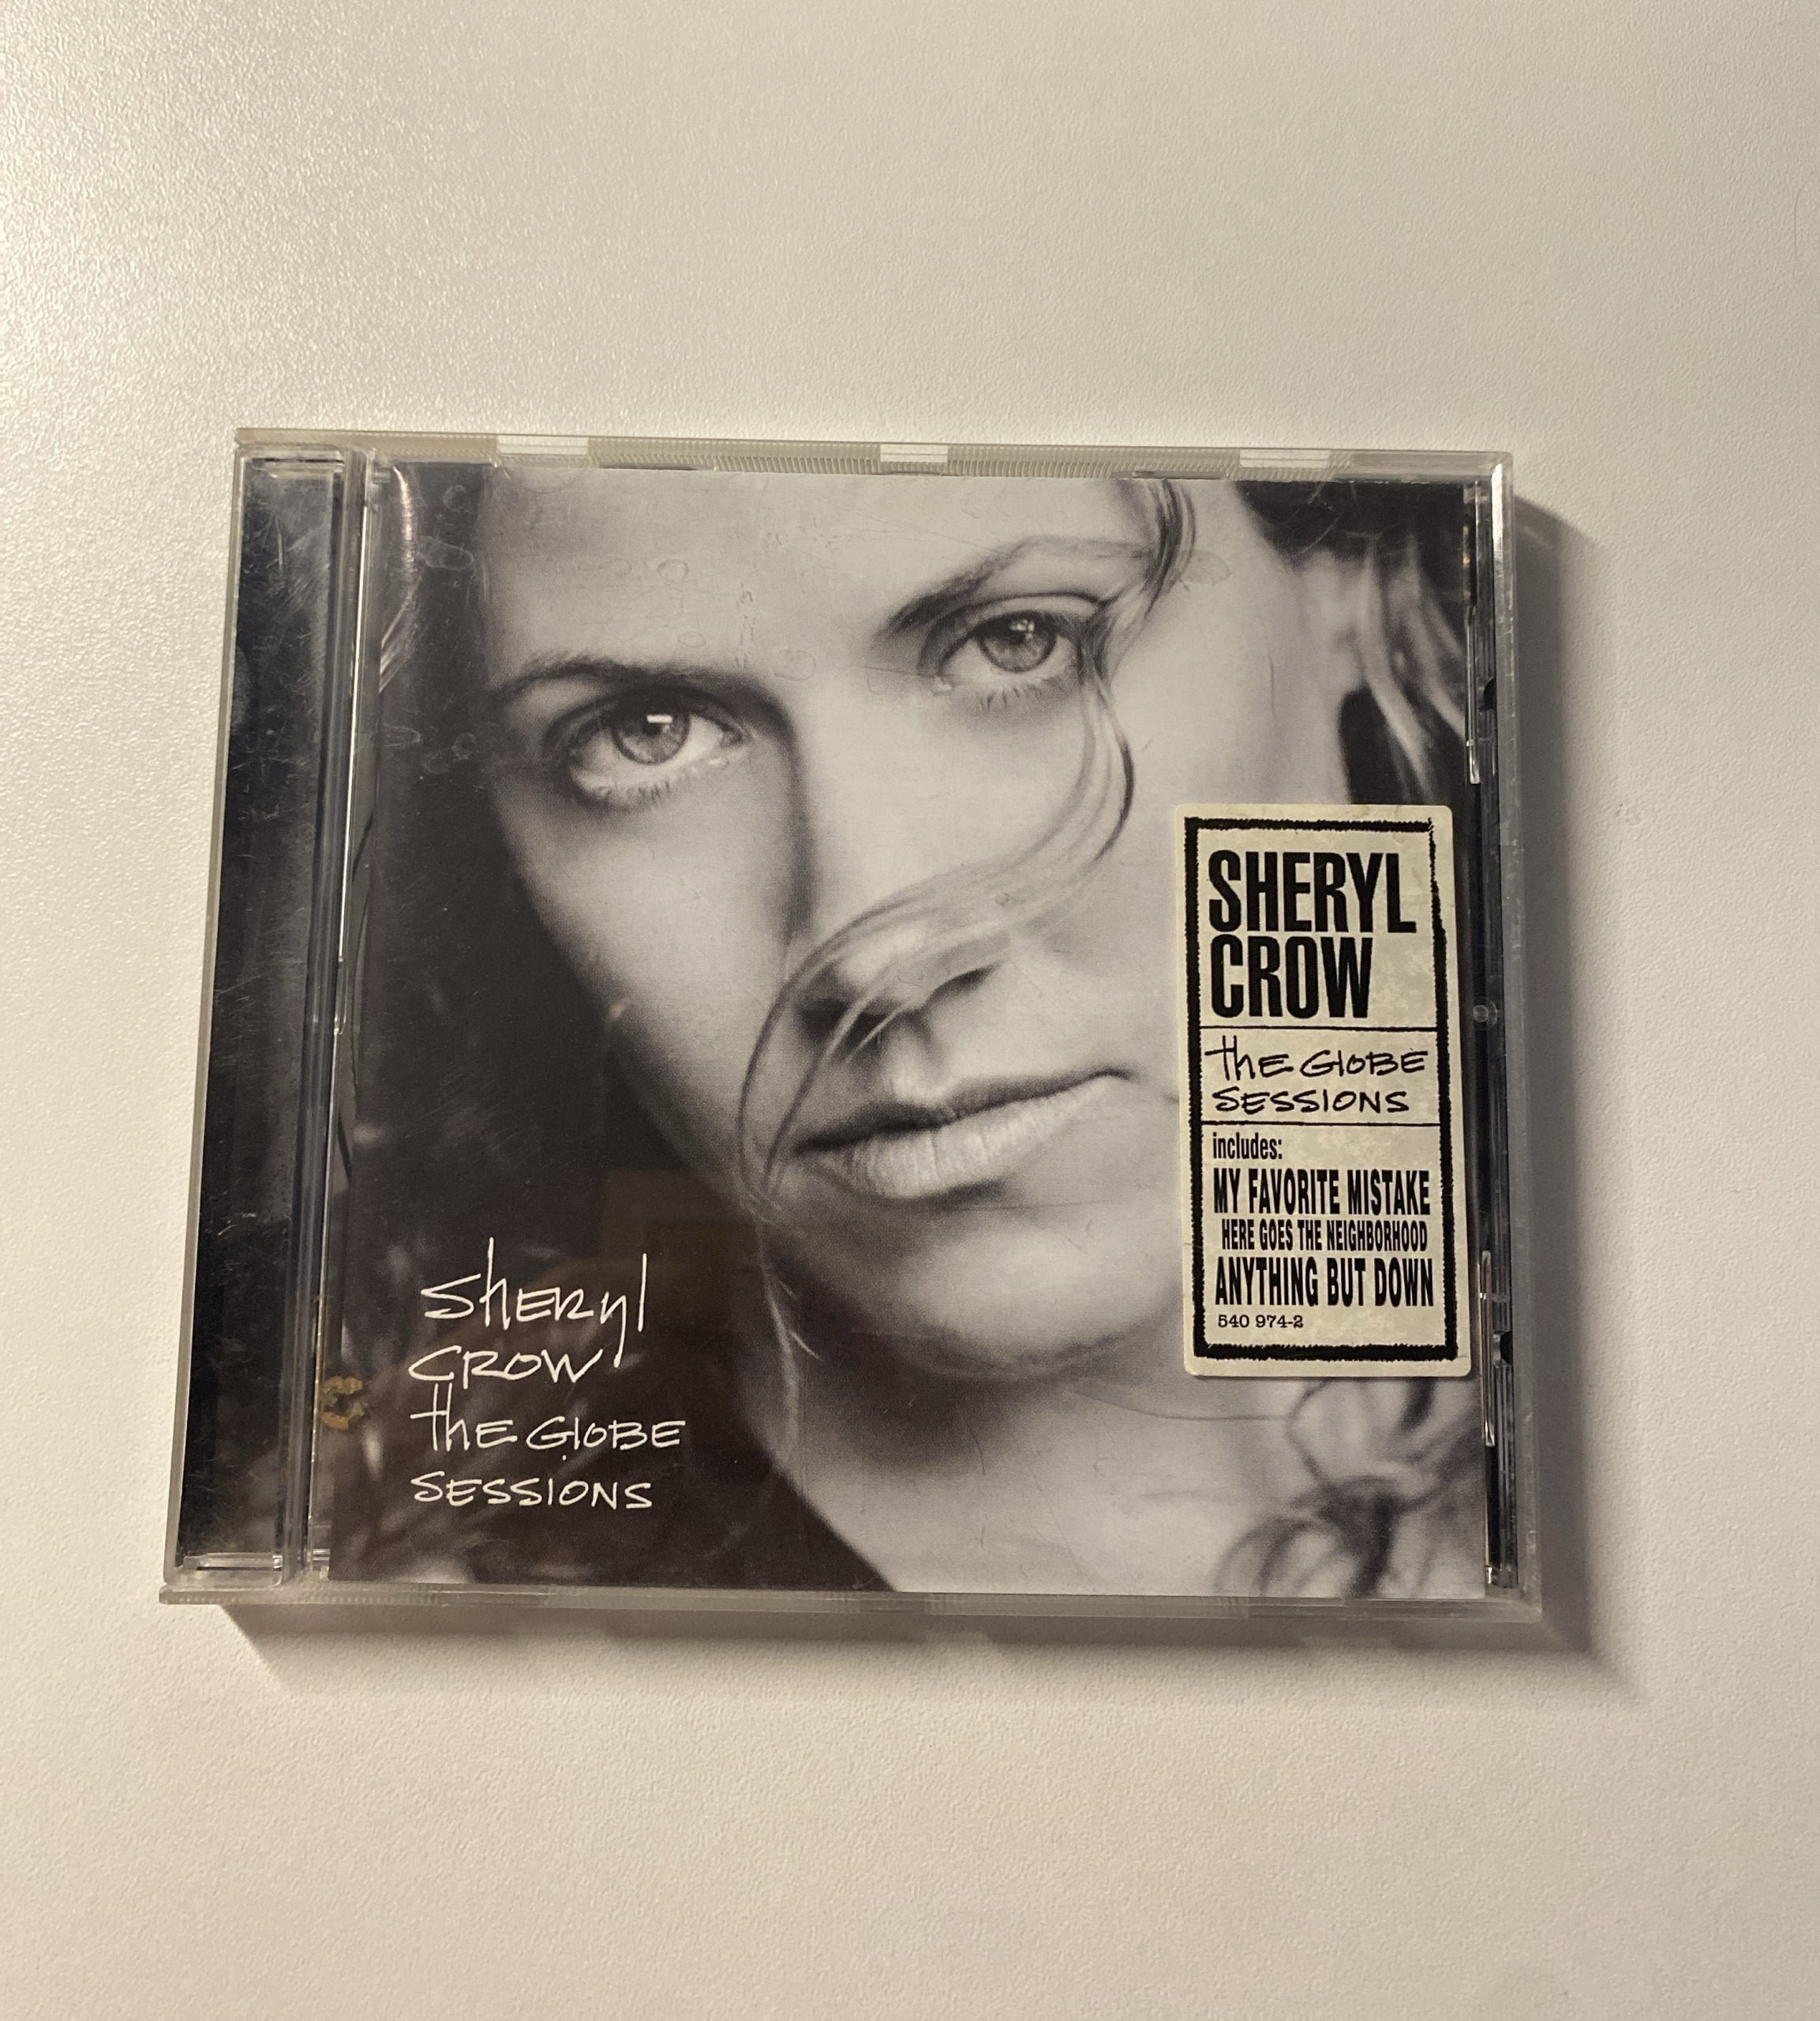 SHERYL
CROW
the GlOBE
SESSIONS
includes:
MY FAVORITE MISTAKE
HERE GOES THE NEIGHBORHOOD
ANYTHING BUT DOWN
540 974-2
shERyl
CROW
thE GlOBE
SESSIONS